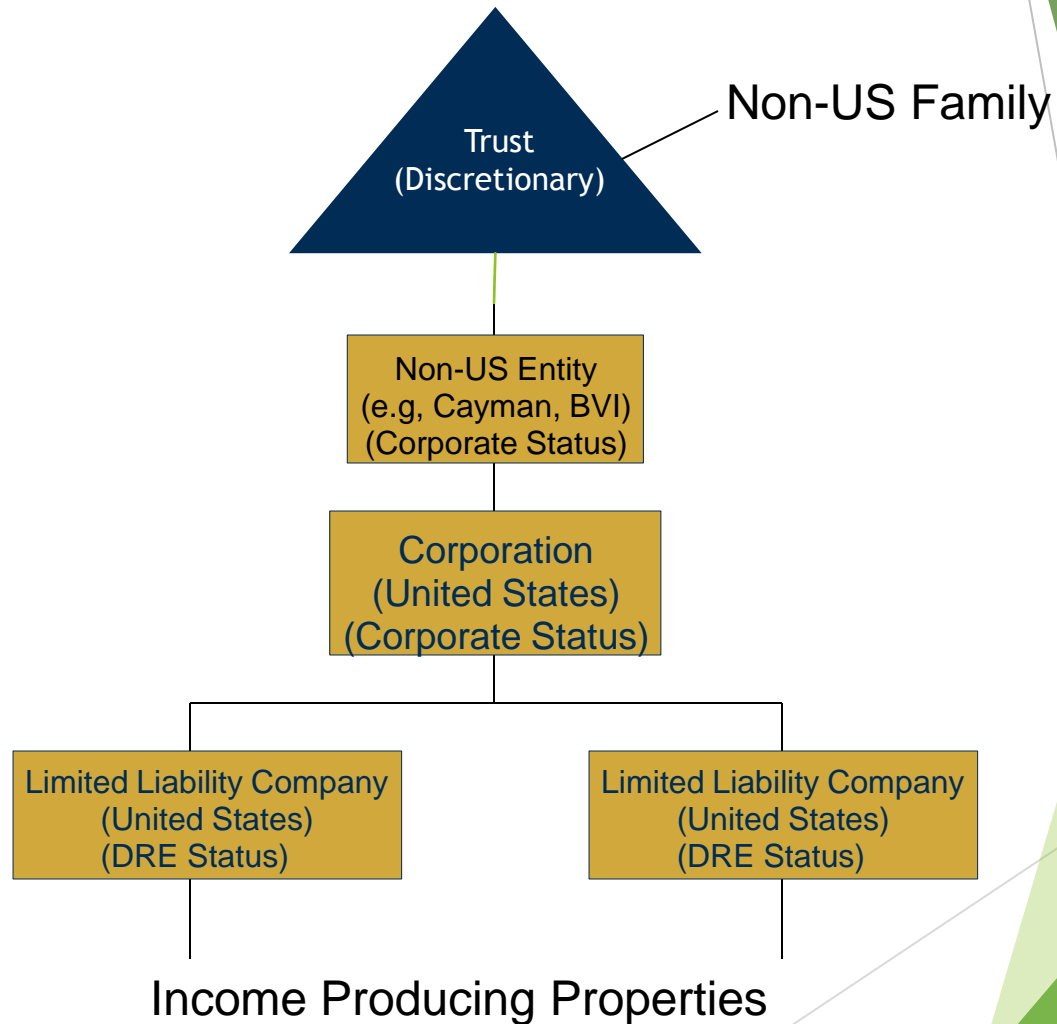 Non-US Family
Trust
(Discretionary)
Non-US Entity
(e.g, Cayman, BVI)
(Corporate Status)
Corporation
(United States)
(Corporate Status)
Limited Liability Company
(United States)
(DRE Status)
Limited Liability Company
(United States)
(DRE Status)
Income Producing Properties